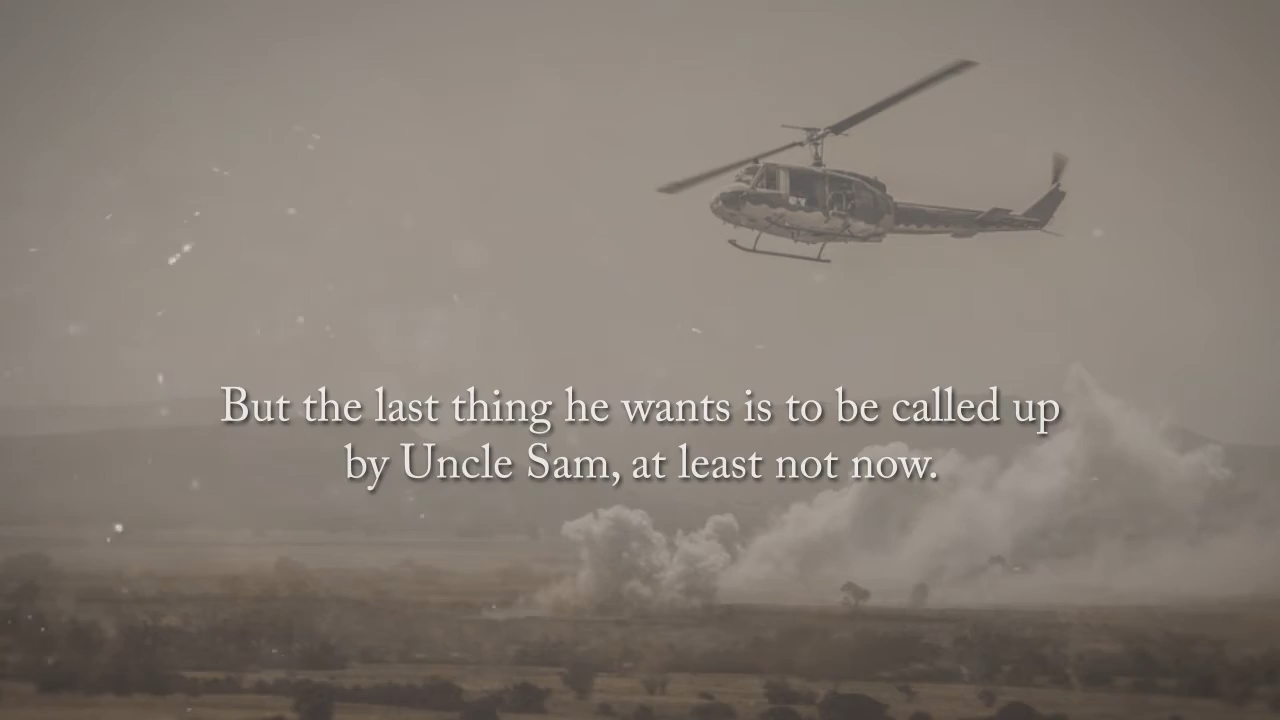 But the last thing he wants is to be called up
by Uncle Sam, at least not now.